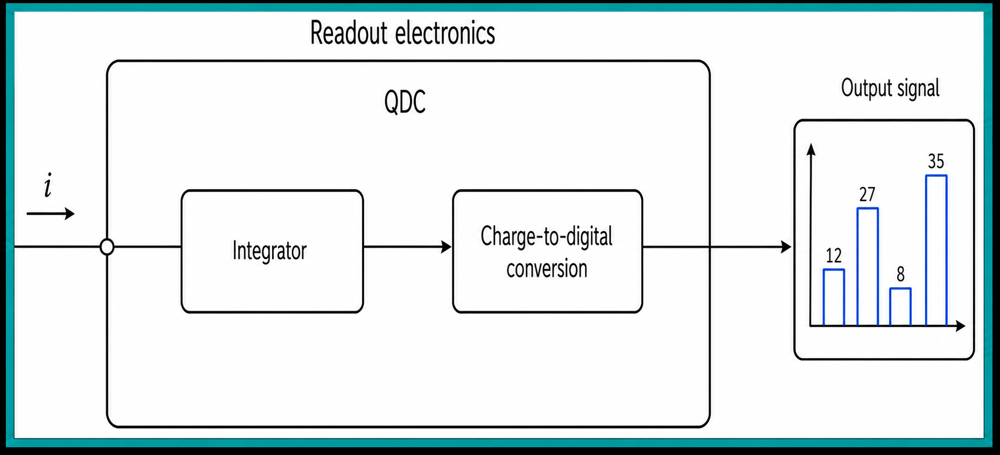 Readout electronics
QDC
Output signal
i
Integrator
Charge-to-digital
conversion
35
27
12
8